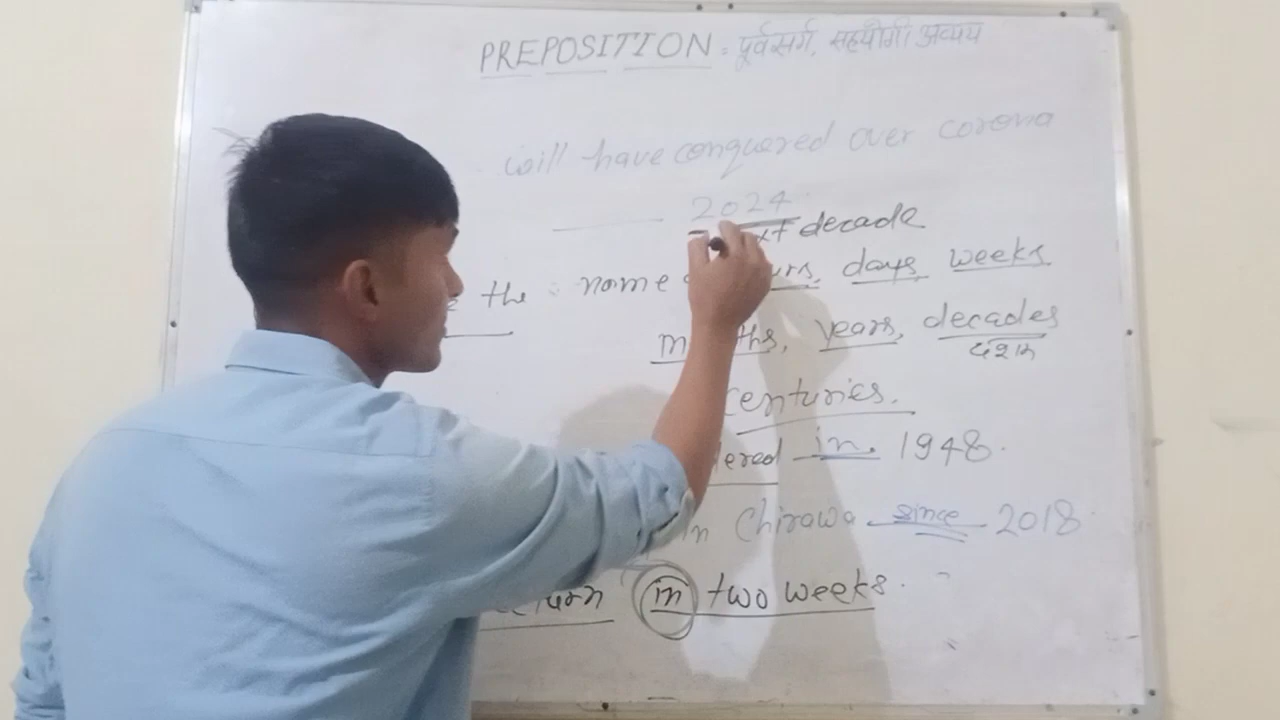 PREPOSITION : पूर्वसर्ग, सहयोगी अव्यय
will have conquered over corona
2024
decade
the : name days, weeks
years, decades
दशक
centuries.
in 1948.
in Chirawa since 2018
in two weeks.